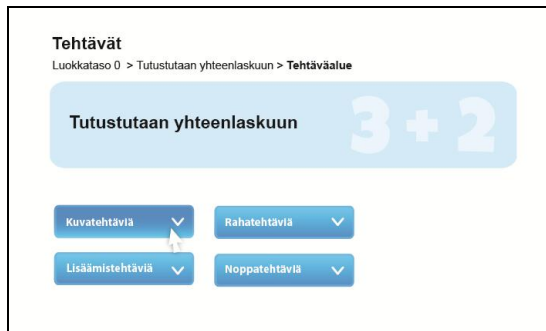 Tehtävät
Luokkataso 0 > Tutustutaan yhteenlaskuun > Tehtäväalue
Tutustutaan yhteenlaskuun 3 + 2
Kuvatehtäviä Rahatehtäviä
Lisäämistehtäviä Noppatehtäviä